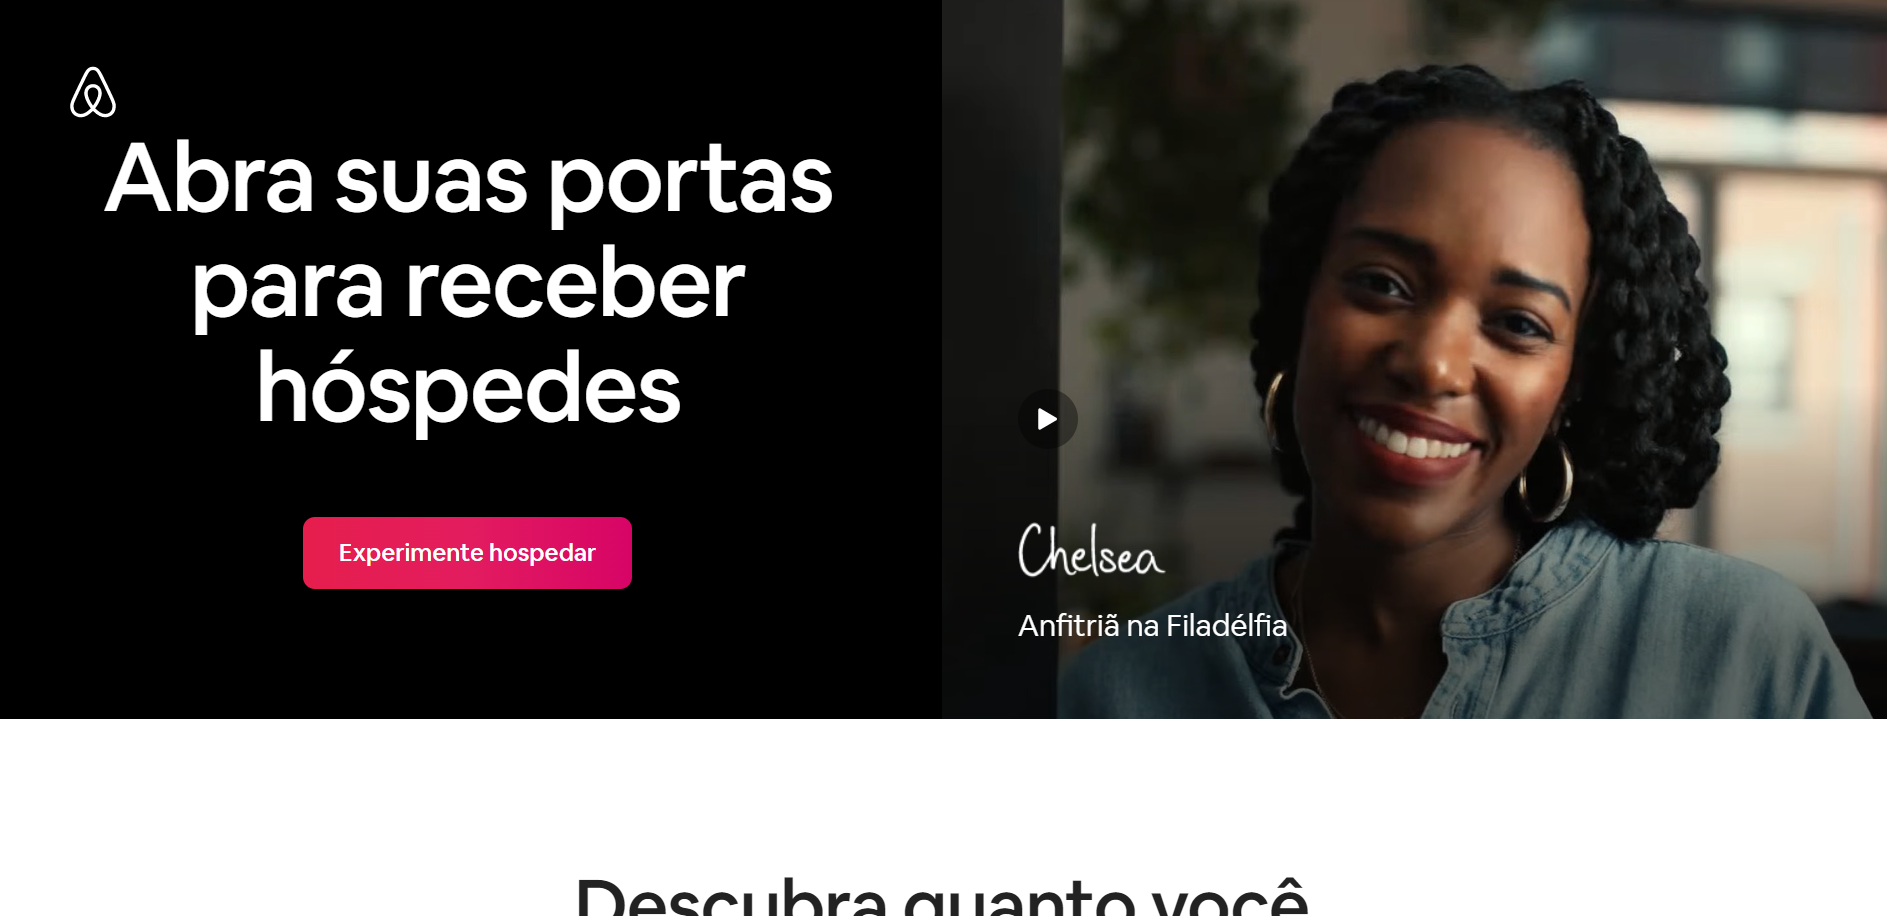 Abra suas portas
para receber
hóspedes
Experimente hospedar
Chelsea
Anfitriã na Filadélfia
Descubra quanto você